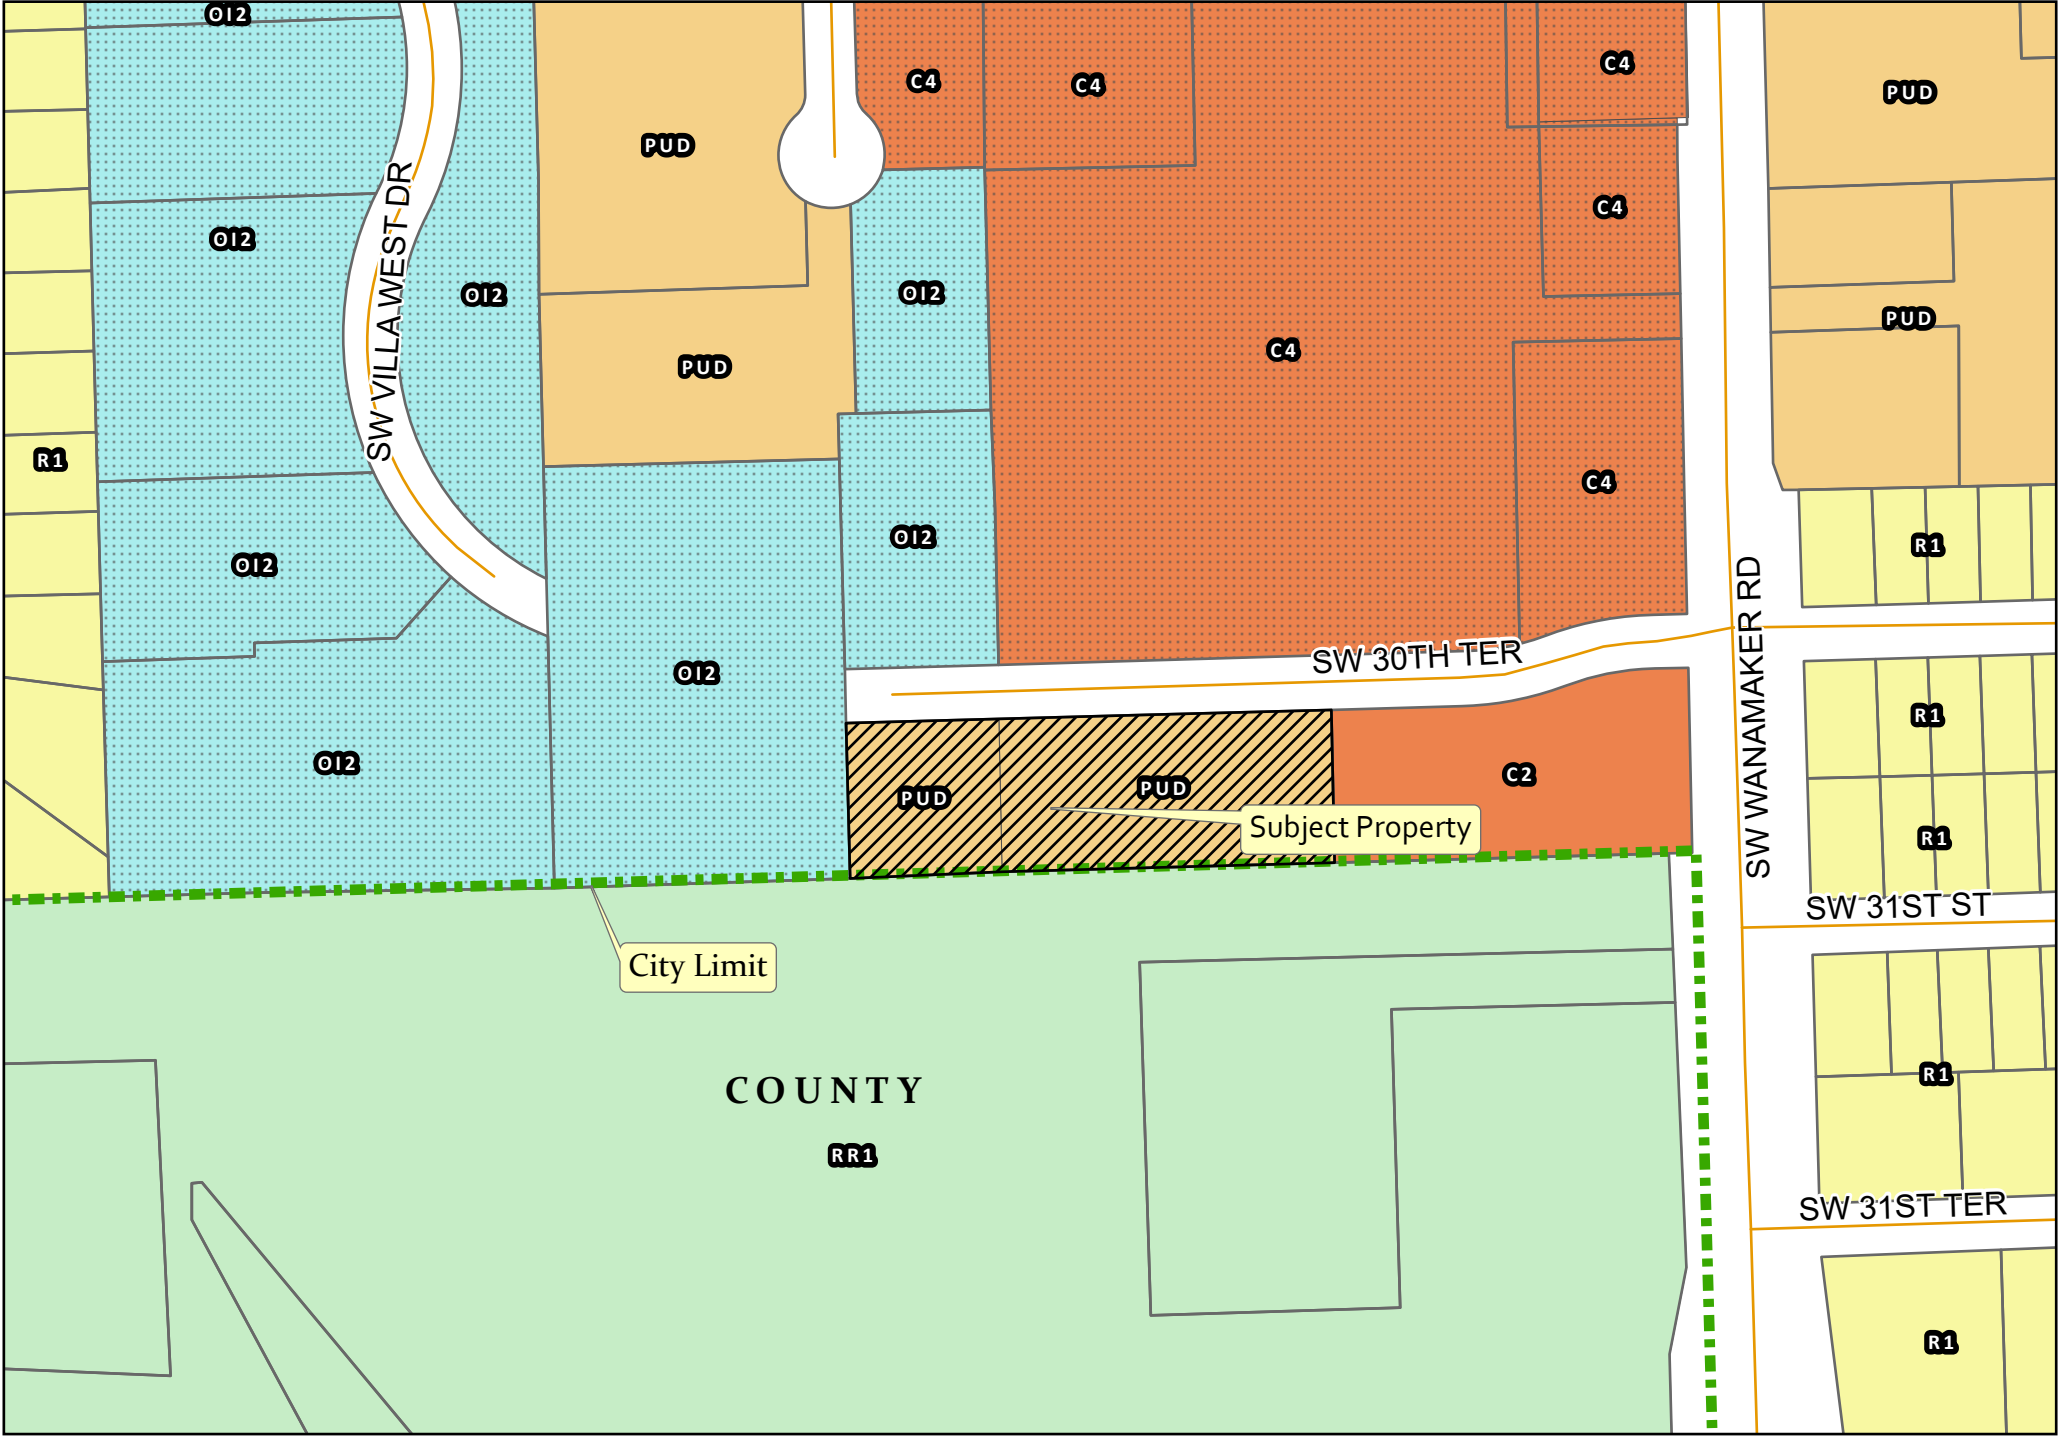 OI2
C4
C4
C4
PUD
PUD
SW VILLA WEST DR
C4
OI2
OI2
OI2
PUD
C4
PUD
R1
C4
OI2
R1
OI2
SW WANAMAKER RD
SW 30TH TER
OI2
R1
OI2
PUD
PUD
C2
Subject Property
R1
SW 31ST ST
City Limit
COUNTY
R1
RR1
SW 31ST TER
R1